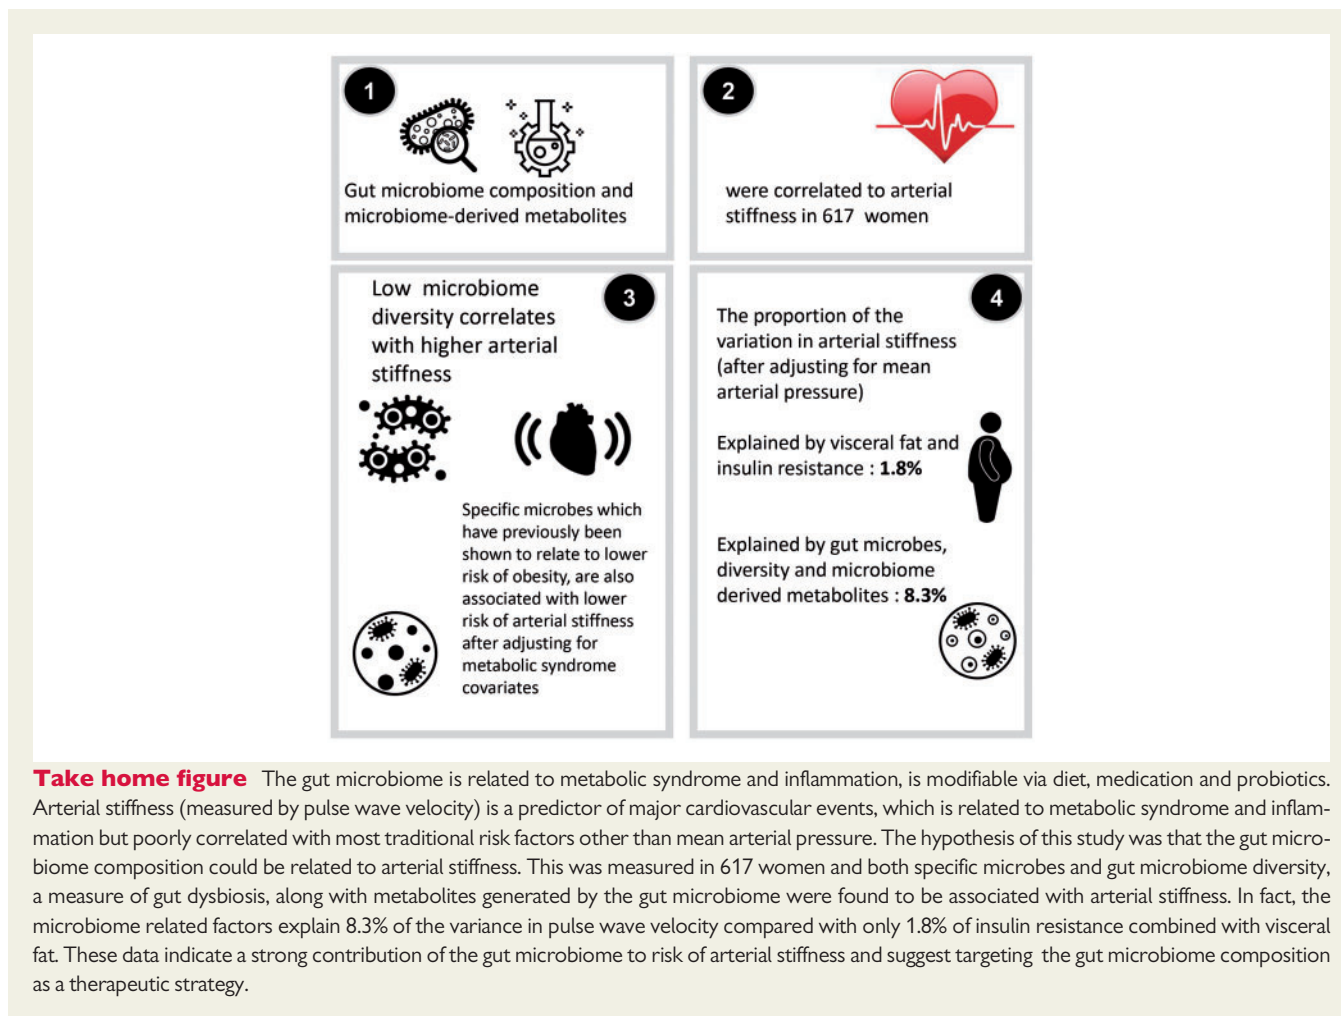 1
Gut microbiome composition and
microbiome-derived metabolites
2
were correlated to arterial
stiffness in 617 women
3
Low microbiome
diversity correlates
with higher arterial
stiffness
Specific microbes which
have previously been
shown to relate to lower
risk of obesity, are also
associated with lower
risk of arterial stiffness
after adjusting for
metabolic syndrome
covariates
4
The proportion of the
variation in arterial stiffness
(after adjusting for mean
arterial pressure)
Explained by visceral fat and
insulin resistance : 1.8%
Explained by gut microbes,
diversity and microbiome
derived metabolites : 8.3%
Take home figure The gut microbiome is related to metabolic syndrome and inflammation, is modifiable via diet, medication and probiotics.
Arterial stiffness (measured by pulse wave velocity) is a predictor of major cardiovascular events, which is related to metabolic syndrome and inflam-
mation but poorly correlated with most traditional risk factors other than mean arterial pressure. The hypothesis of this study was that the gut micro-
biome composition could be related to arterial stiffness. This was measured in 617 women and both specific microbes and gut microbiome diversity,
a measure of gut dysbiosis, along with metabolites generated by the gut microbiome were found to be associated with arterial stiffness. In fact, the
microbiome related factors explain 8.3% of the variance in pulse wave velocity compared with only 1.8% of insulin resistance combined with visceral
fat. These data indicate a strong contribution of the gut microbiome to risk of arterial stiffness and suggest targeting the gut microbiome composition
as a therapeutic strategy.